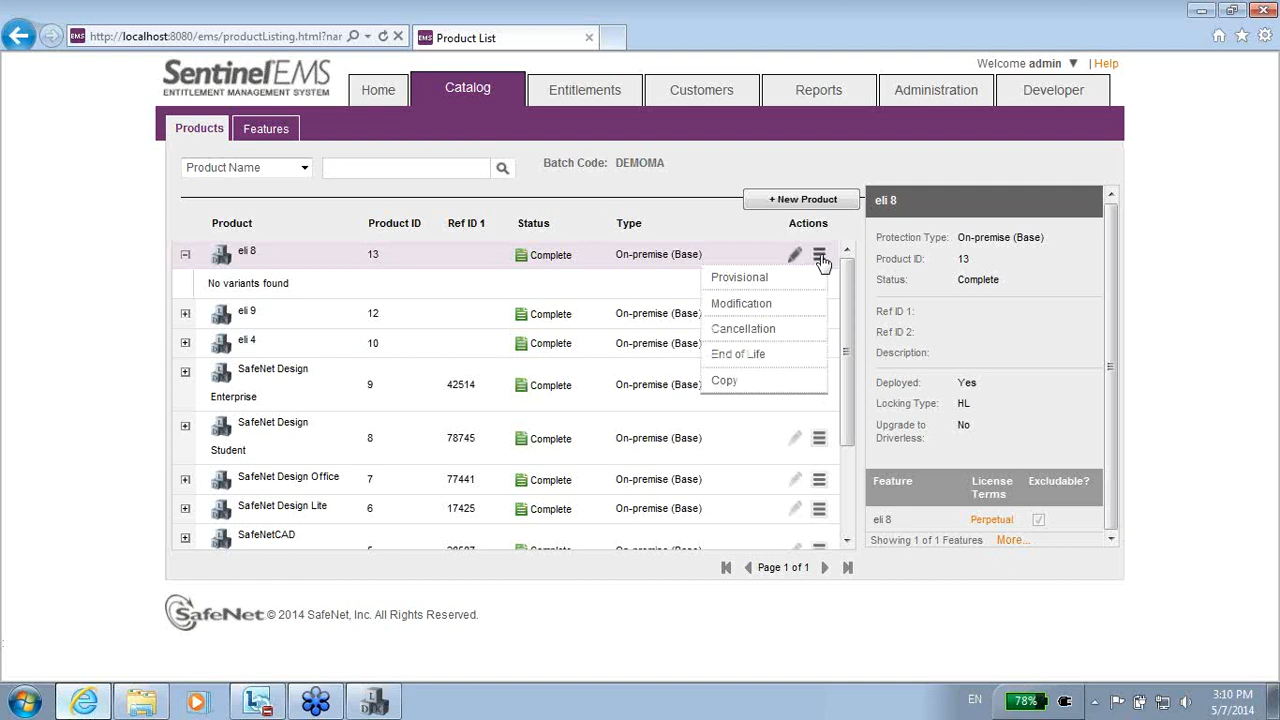 http://localhost:8080/ems/productListing.html?nar
EMS Product List
Welcome admin | Help
SentinelEMS
ENTITLEMENT MANAGEMENT SYSTEM
Home Catalog Entitlements Customers Reports Administration Developer
Products Features
Product Name Batch Code: DEMOMA
+ New Product
Product Product ID Ref ID 1 Status Type Actions
eli 8 13 Complete On-premise (Base)
No variants found
Provisional
Modification
Cancellation
End of Life
Copy
eli 9 12 Complete On-premise (Base)
eli 4 10 Complete On-premise (Base)
SafeNet Design
Enterprise 9 42514 Complete On-premise (Base)
SafeNet Design
Student 8 78745 Complete On-premise (Base)
SafeNet Design Office 7 77441 Complete On-premise (Base)
SafeNet Design Lite 6 17425 Complete On-premise (Base)
SafeNetCAD
Page 1 of 1
eli 8
Protection Type: On-premise (Base)
Product ID: 13
Status: Complete
Ref ID 1:
Ref ID 2:
Description:
Deployed: Yes
Locking Type: HL
Upgrade to
Driverless: No
Feature License
Terms Excludable?
eli 8 Perpetual
Showing 1 of 1 Features More...
SafeNet © 2014 SafeNet, Inc. All Rights Reserved.
EN 78% 3:10 PM
5/7/2014